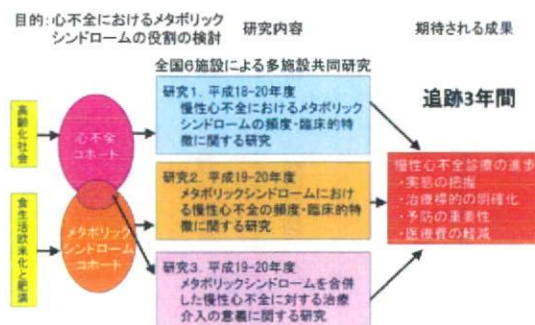 目的:心不全におけるメタボリック
シンドロームの役割の検討
研究内容
期待される成果
全国6施設による多施設共同研究
高齢化社会
心不全
コホート
研究1. 平成18-20年度
慢性心不全におけるメタボリック
シンドロームの頻度・臨床的特
徴に関する研究
追跡3年間
食生活欧米化と肥満
メタボリック
シンドローム
コホート
研究2. 平成19-20年度
メタボリックシンドロームにおけ
る慢性心不全の頻度・臨床的特
徴に関する研究
慢性心不全診療の進歩
・実態の把握
・治療標的の明確化
・予防の重要性
・医療費の軽減
研究3. 平成19-20年度
メタボリックシンドロームを合併
した慢性心不全に対する治療
介入の意義に関する研究